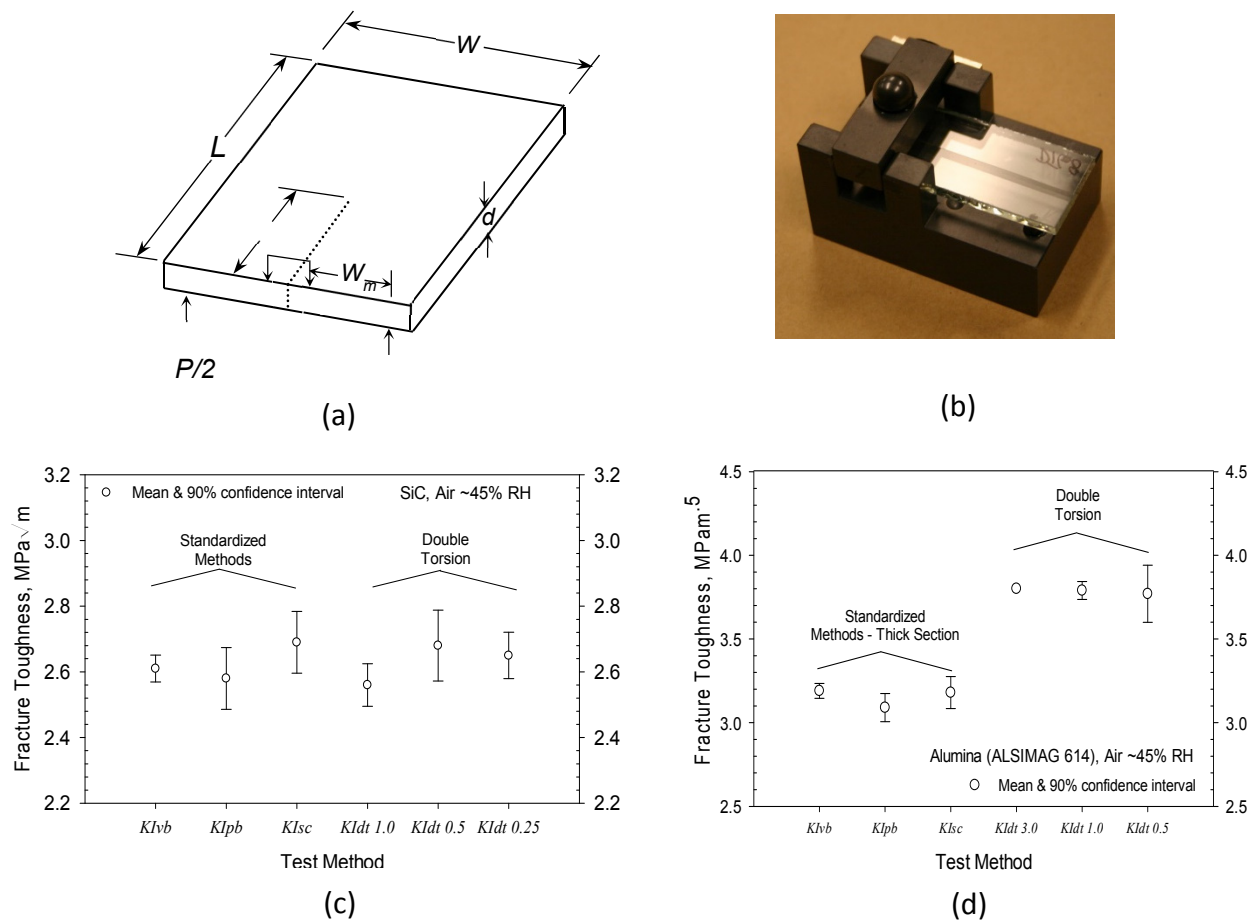 W
L
d
W m
P/2
(a)
(b)
3.2
3.0
2.8
2.6
2.4
2.2
Fracture Toughness, MPa√m
Mean & 90% confidence interval
SiC, Air ~45% RH
Standardized
Methods
Double
Torsion
3.2
3.0
2.8
2.6
2.4
2.2
KIvb KIpb KIsc KIdt 1.0 KIdt 0.5 KIdt 0.25
Test Method
(c)
4.5
4.0
3.5
3.0
2.5
Fracture Toughness, MPam.5
Double
Torsion
Standardized
Methods - Thick Section
Alumina (ALSIMAG 614), Air ~45% RH
Mean & 90% confidence interval
4.5
4.0
3.5
3.0
2.5
KIvb KIpb KIsc KIdt 3.0 KIdt 1.0 KIdt 0.5
Test Method
(d)